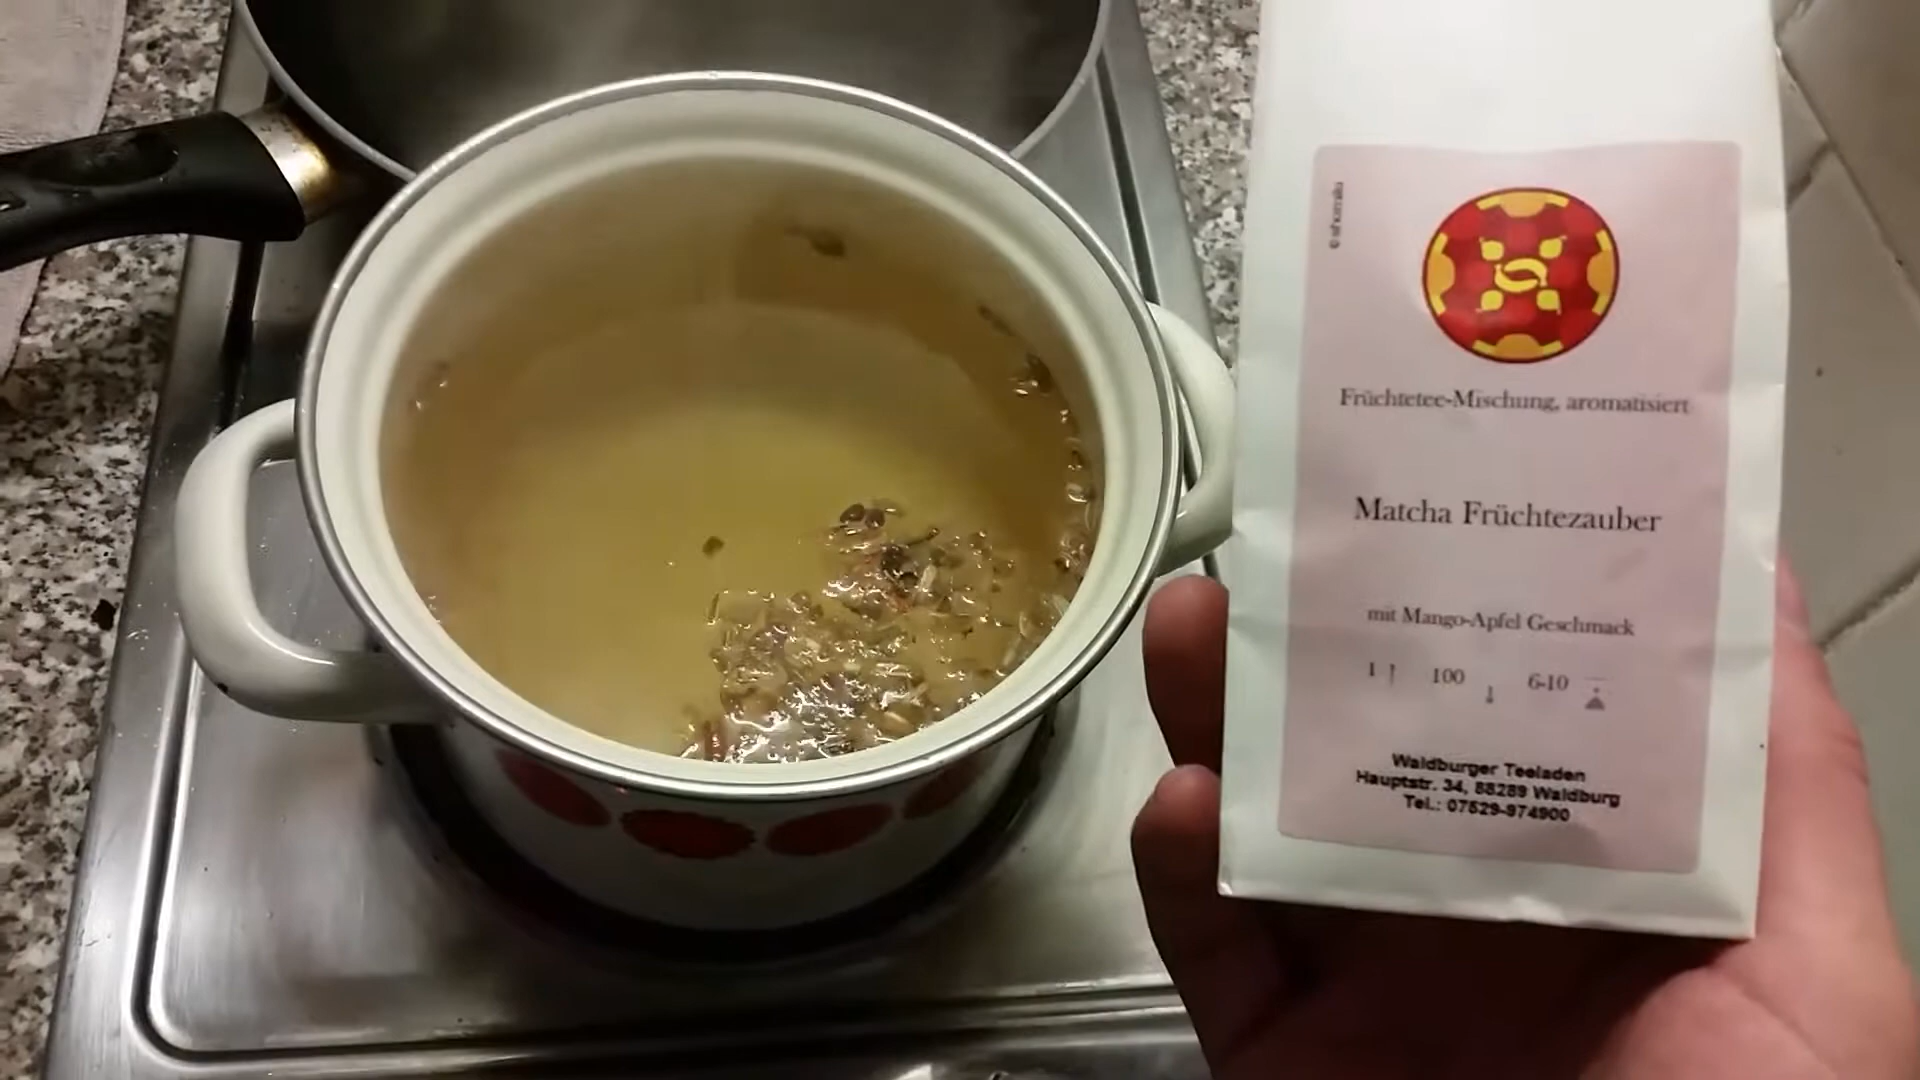 Früchtetee-Mischung, aromatisiert
Matcha Früchtezauber
mit Mango-Apfel Geschmack
1 100 6-10
Waldburger Teeladen
Hauptstr. 34, 88289 Waldburg
Tel.: 07529-974900